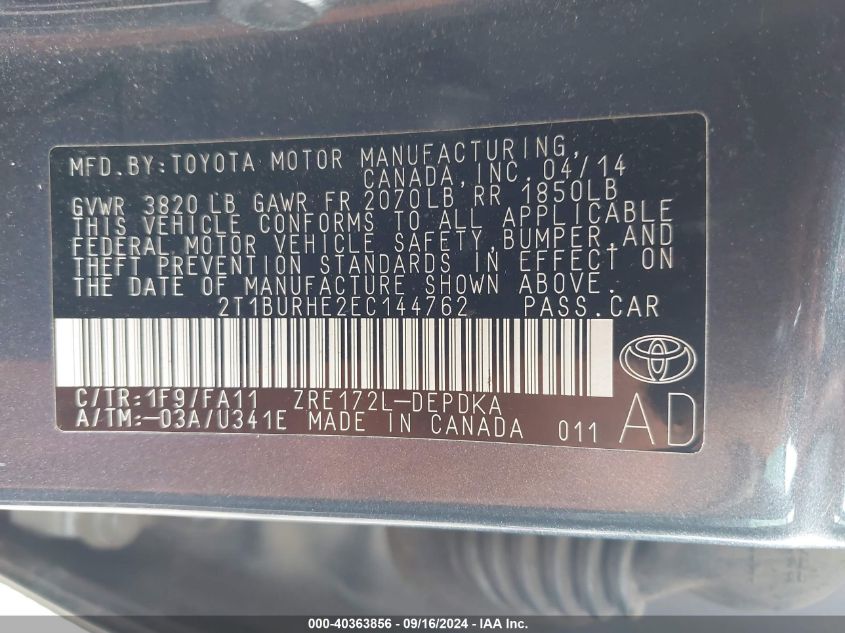 MFD.BY:TOYOTA MOTOR MANUFACTURING,
CANADA, INC. 04/14
GVWR 3820 LB GAWR FR 2070LB RR 1850LB
THIS VEHICLE CONFORMS TO ALL APPLICABLE
FEDERAL MOTOR VEHICLE SAFETY, BUMPER, AND
THEFT PREVENTION STANDARDS IN EFFECT ON
THE DATE OF MANUFACTURE SHOWN ABOVE.
2T1BURHE2EC144762 PASS.CAR
C/TR:1F9/FA11 ZRE172L-DEPDKA
A/TM:-03A/U341E MADE IN CANADA 011 AD
000-40363856 - 09/16/2024 - IAA Inc.